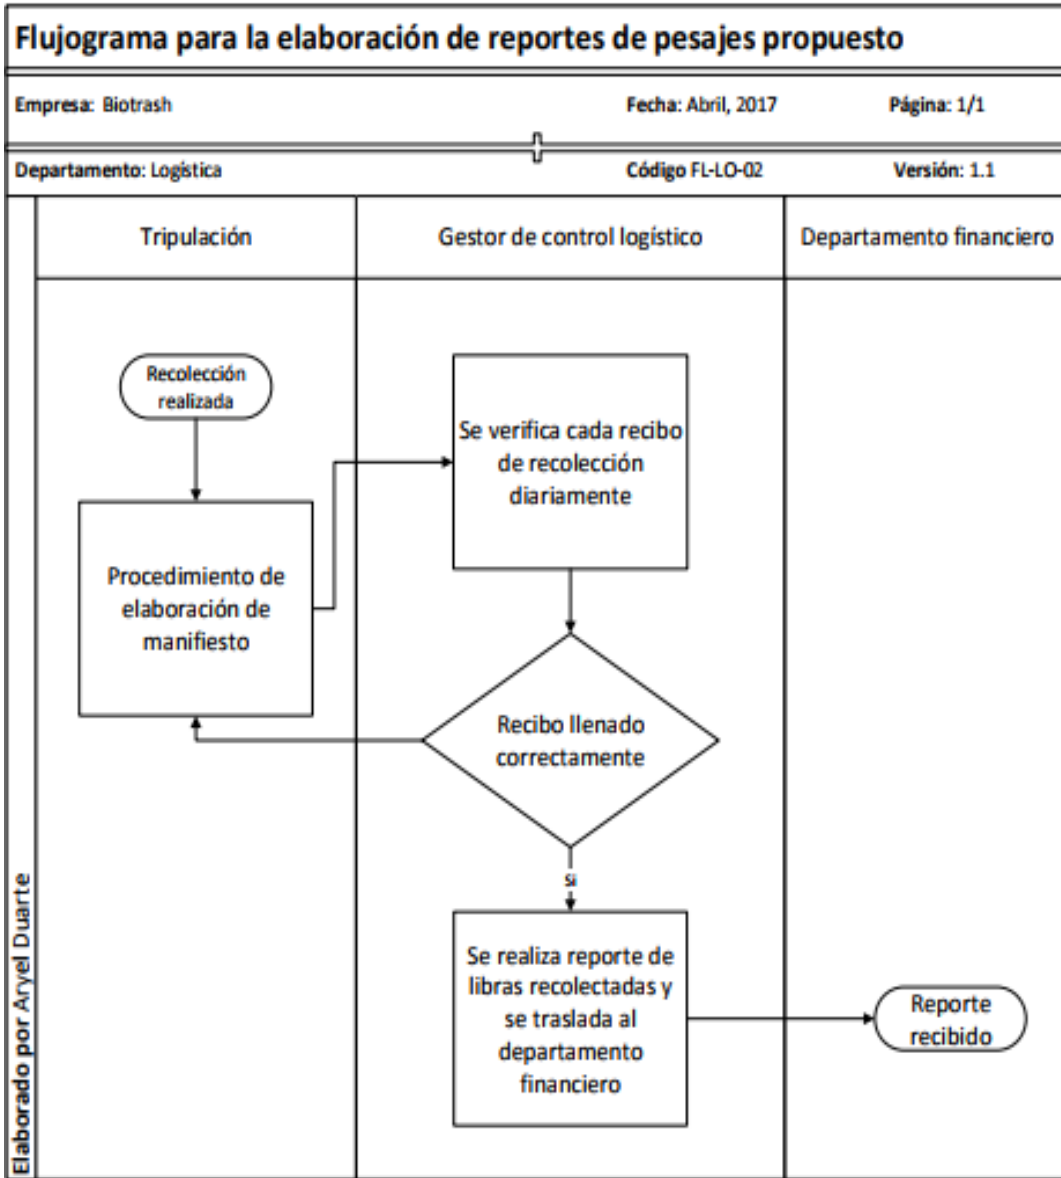 Flujograma para la elaboración de reportes de pesajes propuesto
Empresa: Biotrash Fecha: Abril, 2017 Página: 1/1
Departamento: Logística Código FL-LO-02 Versión: 1.1
Tripulación Gestor de control logístico Departamento financiero
Recolección
realizada
Procedimiento de
elaboración de
manifiesto
Se verifica cada recibo
de recolección
diariamente
Recibo llenado
correctamente
si
Se realiza reporte de
libras recolectadas y
se traslada al
departamento
financiero
Reporte
recibido
Elaborado por Aryel Duarte